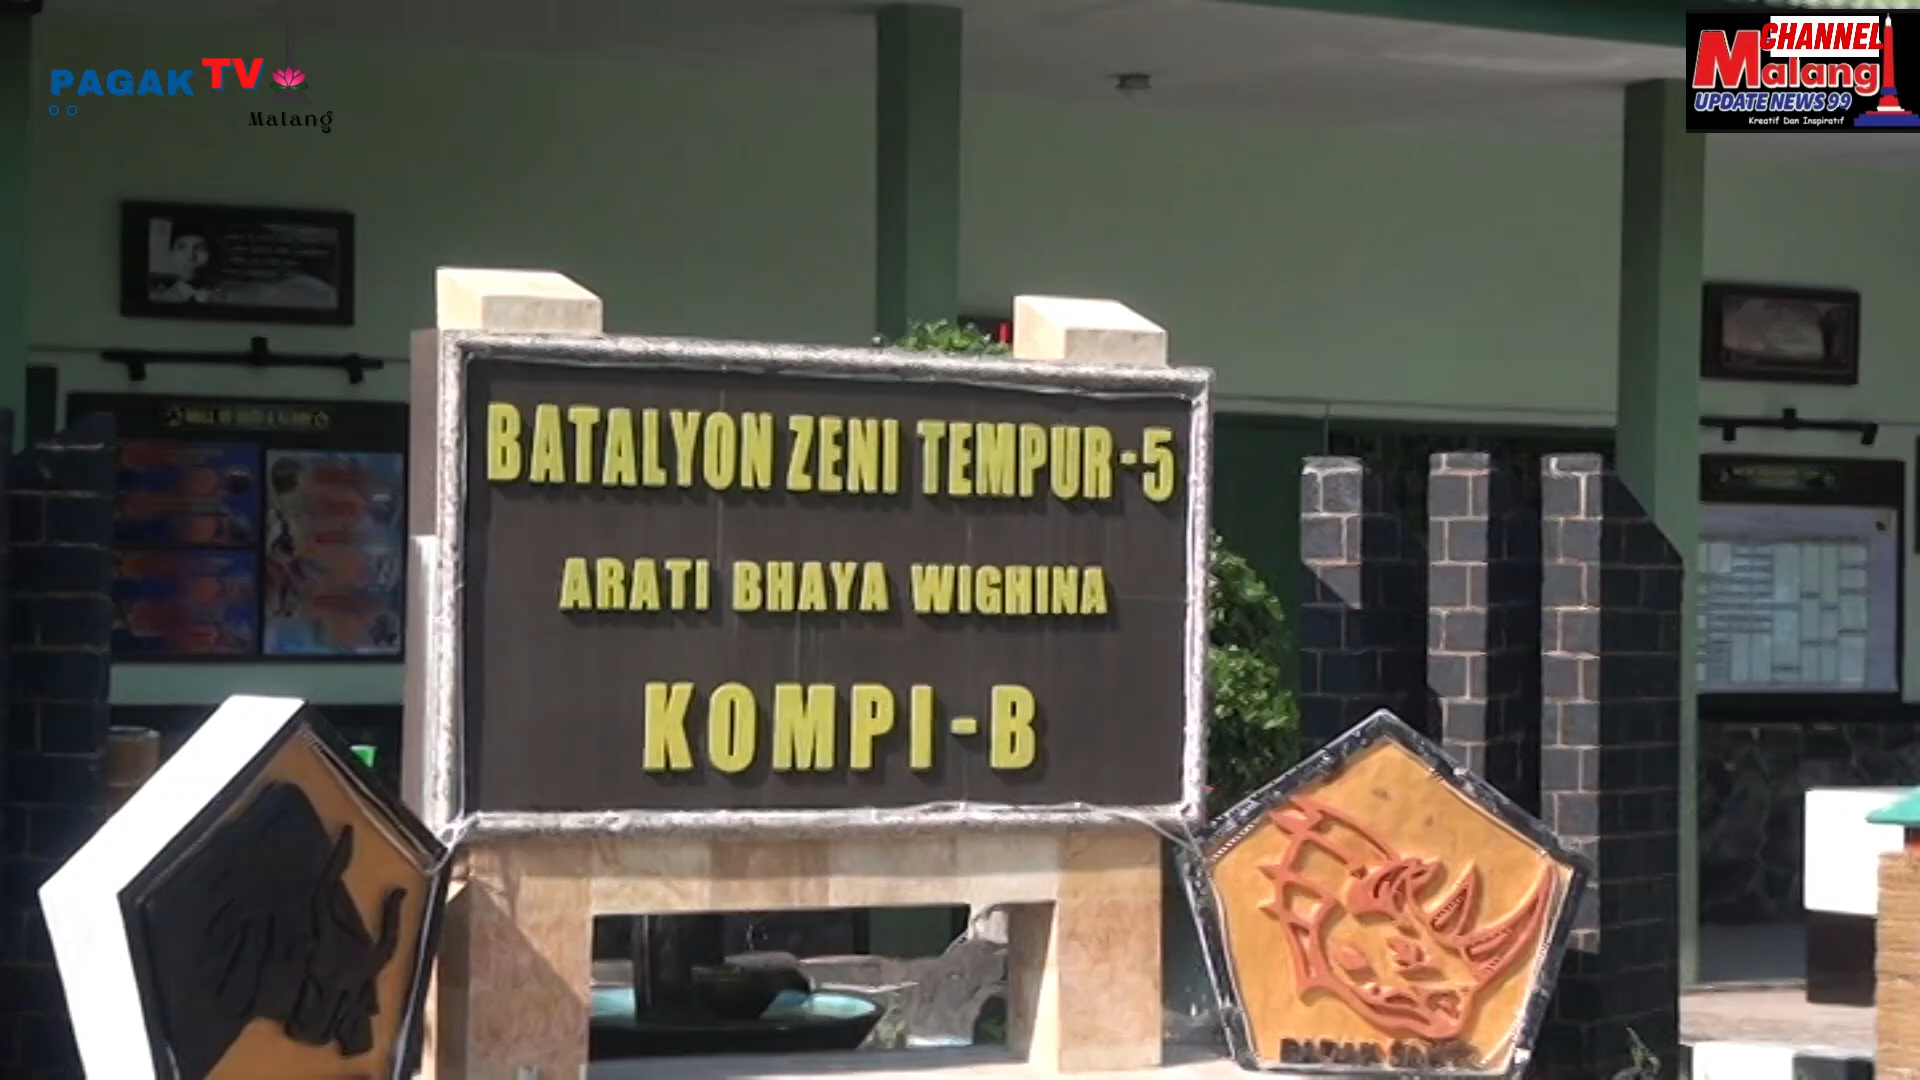 PAGAK TV
Malang
CHANNEL
Malang
UPDATE NEWS 99
Kreatif Dan Inspiratif
BATALYON ZENI TEMPUR-5
ARATI BHAYA WIGHINA
KOMPI-B